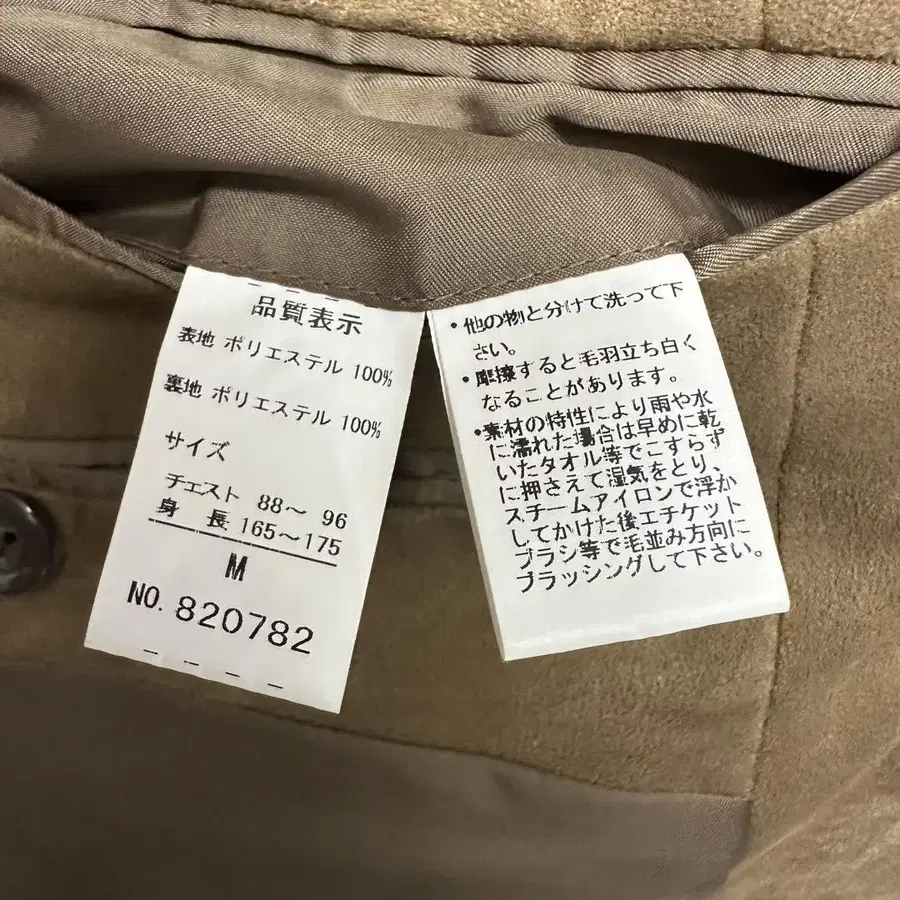 品質表示
表地 ポリエステル 100%
裏地 ポリエステル 100%
サイズ
チェスト 88～ 96
身 長 165～175
M
NO. 820782
・他の物と分けて洗って下
さい。
・摩擦すると毛羽立ち白く
なることがあります。
・素材の特性により雨や水
に濡れた場合は早めに乾
いたタオル等でこすらず
に押さえて湿気をとり、
スチームアイロンで浮か
してかけた後エチケット
ブラシ等で毛並み方向に
ブラッシングして下さい。